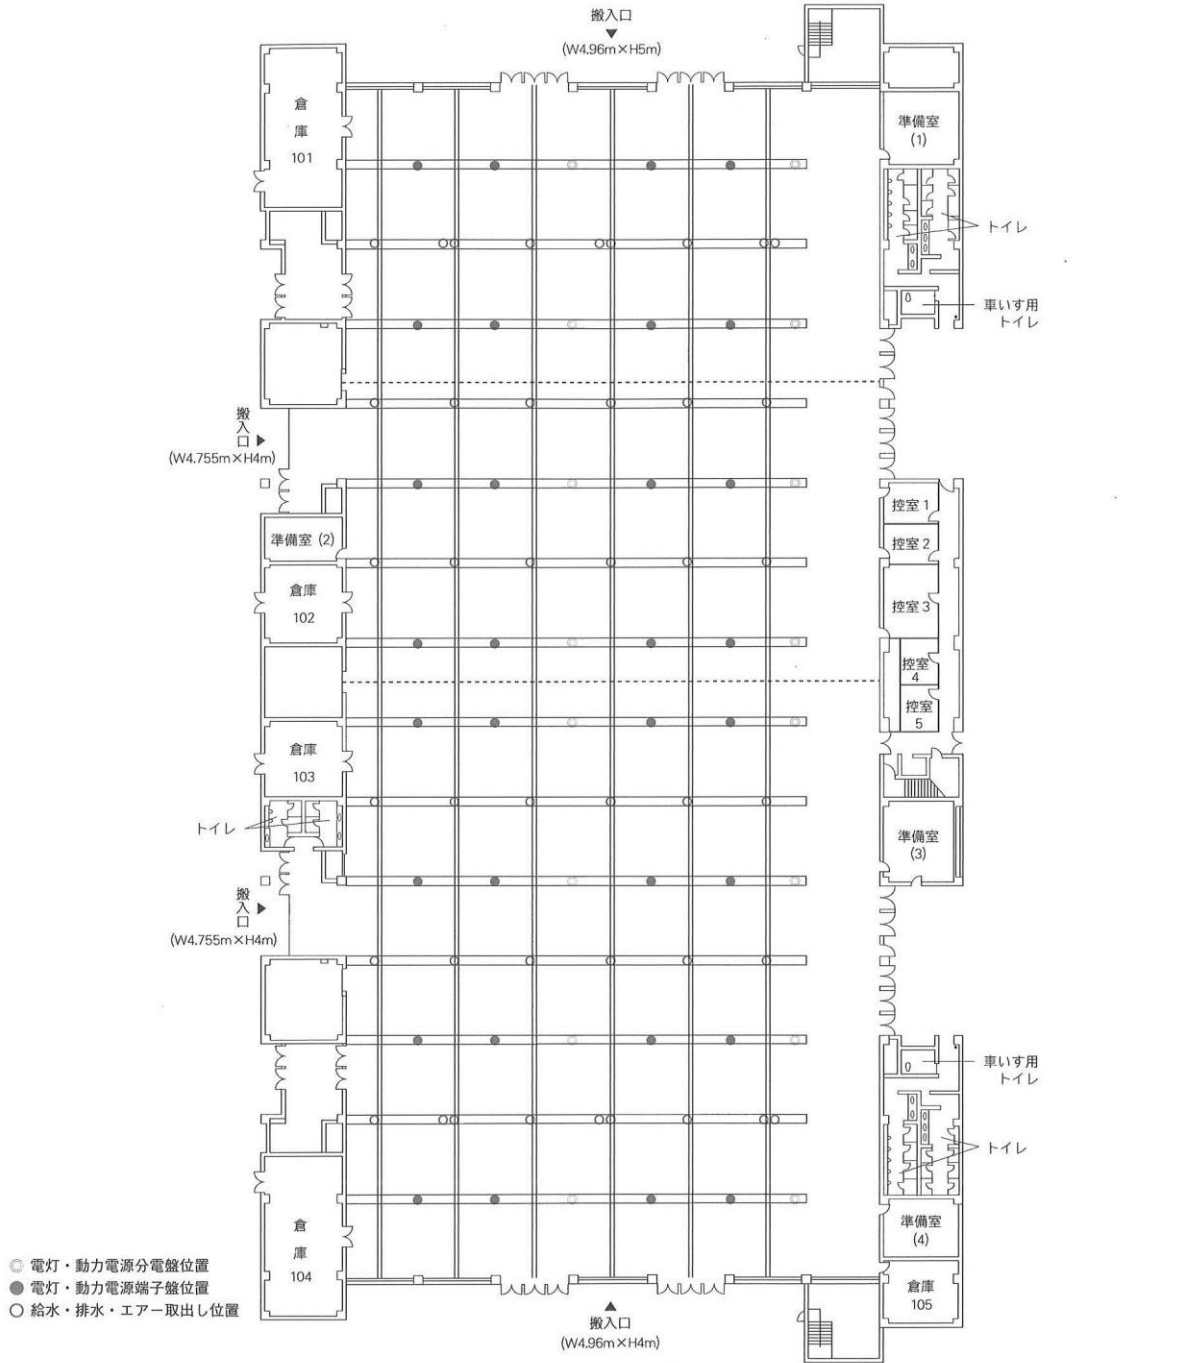 搬入口
(W4.96m×H5m)
倉
庫
101
準備室
(1)
トイレ
車いす用
トイレ
搬入口
(W4.755m×H4m)
控室 1
準備室 (2)
控室 2
倉庫
102
控室 3
控室
4
控室
5
倉庫
103
トイレ
準備室
(3)
搬入口
(W4.755m×H4m)
車いす用
トイレ
トイレ
準備室
(4)
倉
庫
104
倉庫
105
電灯・動力電源分電盤位置
電灯・動力電源端子盤位置
給水・排水・エアー取出し位置
搬入口
(W4.96m×H4m)